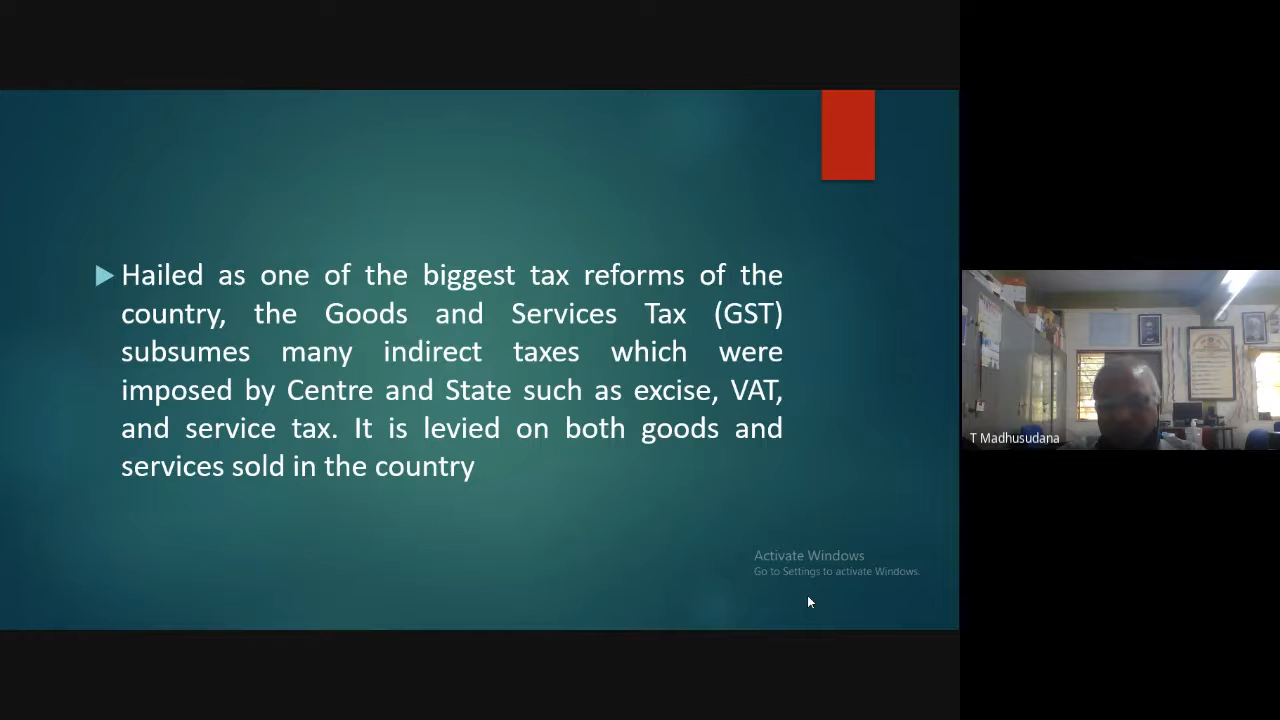 Hailed as one of the biggest tax reforms of the
country, the Goods and Services Tax (GST)
subsumes many indirect taxes which were
imposed by Centre and State such as excise, VAT,
and service tax. It is levied on both goods and
services sold in the country
Activate Windows
Go to Settings to activate Windows.
T Madhusudana